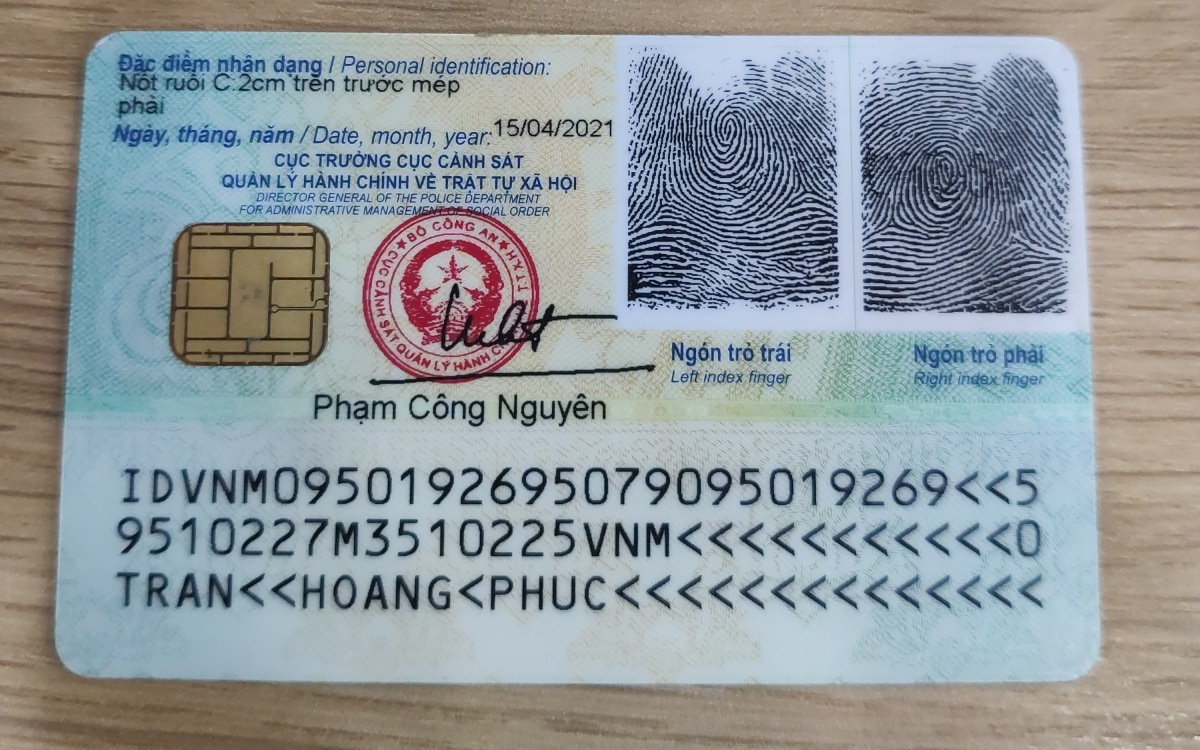 Đặc điểm nhân dạng / Personal identification:
Nốt ruồi C.2cm trên trước mép
phải
Ngày, tháng, năm / Date, month, year: 15/04/2021
CỤC TRƯỞNG CỤC CẢNH SÁT
QUẢN LÝ HÀNH CHÍNH VỀ TRẬT TỰ XÃ HỘI
DIRECTOR GENERAL OF THE POLICE DEPARTMENT
FOR ADMINISTRATIVE MANAGEMENT OF SOCIAL ORDER
BỘ CÔNG AN
CỤC CẢNH SÁT QUẢN LÝ HÀNH C
T.T.X.H
Phạm Công Nguyên
Ngón trỏ trái
Left index finger
Ngón trỏ phải
Right index finger
IDVNM0950192695079095019269<<5
9510227M3510225VNM<<<<<<<<<<<0
TRAN<<HOANG<PHUC<<<<<<<<<<<<<<